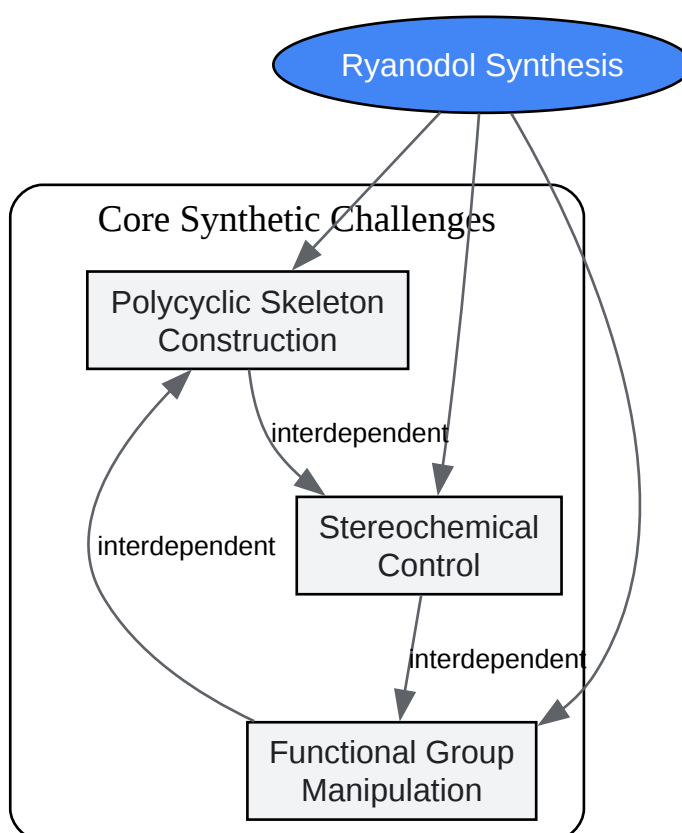 Ryanodol Synthesis
Core Synthetic Challenges
Polycyclic Skeleton
Construction
interdependent
Stereochemical
Control
interdependent
interdependent
Functional Group
Manipulation